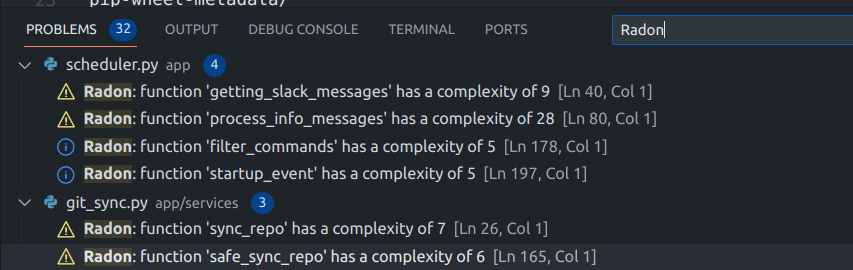 25 pip-wheel-metadata/
PROBLEMS 32 OUTPUT DEBUG CONSOLE TERMINAL PORTS Radon
scheduler.py app 4
Radon: function 'getting_slack_messages' has a complexity of 9 [Ln 40, Col 1]
Radon: function 'process_info_messages' has a complexity of 28 [Ln 80, Col 1]
Radon: function 'filter_commands' has a complexity of 5 [Ln 178, Col 1]
Radon: function 'startup_event' has a complexity of 5 [Ln 197, Col 1]
git_sync.py app/services 3
Radon: function 'sync_repo' has a complexity of 7 [Ln 26, Col 1]
Radon: function 'safe_sync_repo' has a complexity of 6 [Ln 165, Col 1]